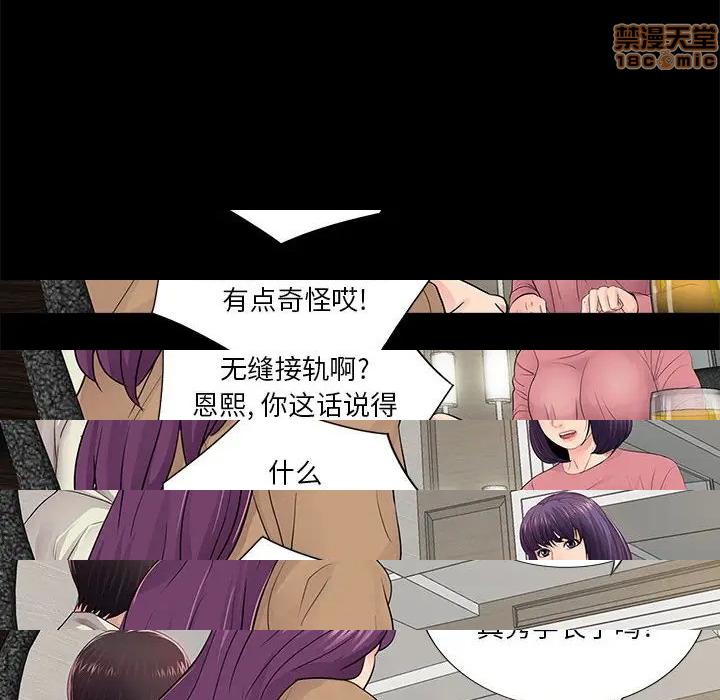 禁漫天堂
18comic
有点奇怪哎!
无缝接轨啊?
恩熙, 你这话说得
什么